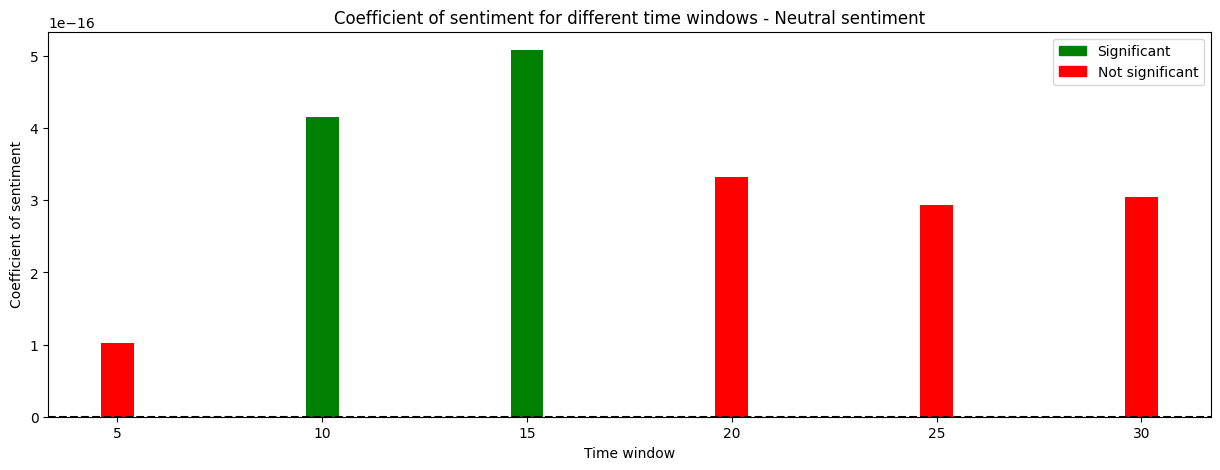 Coefficient of sentiment for different time windows - Neutral sentiment
1e−16
Significant
Not significant
5
4
3
2
1
0
Coefficient of sentiment
5 10 15 20 25 30
Time window